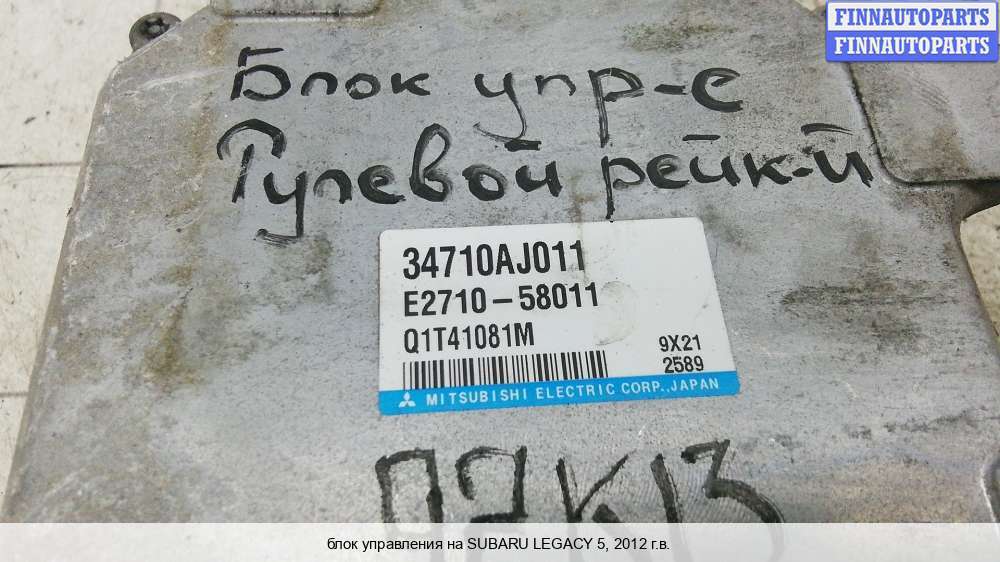 FINNAUTOPARTS
FINNAUTOPARTS
Блок упр-е
Рулевой рейк-й
34710AJ011
E2710-58011
Q1T41081M
9X21
2589
MITSUBISHI ELECTRIC CORP., JAPAN
07K13
блок управления на SUBARU LEGACY 5, 2012 г.в.